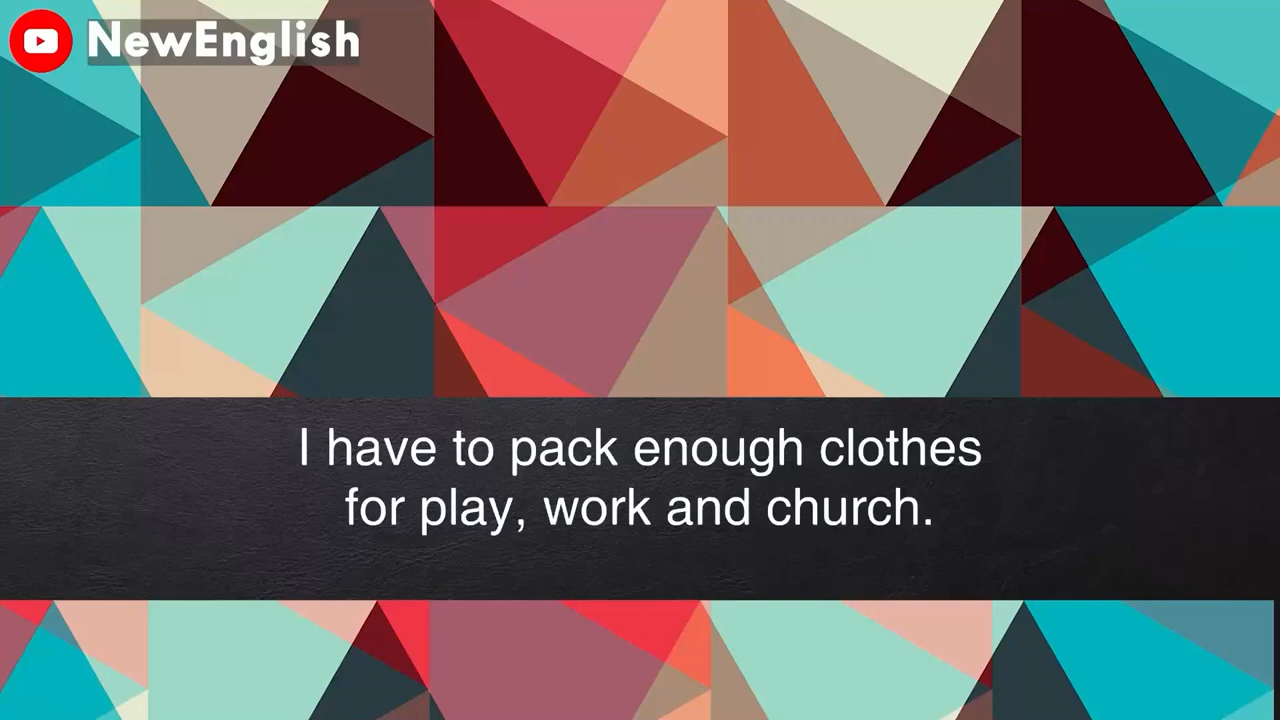 NewEnglish
I have to pack enough clothes
for play, work and church.